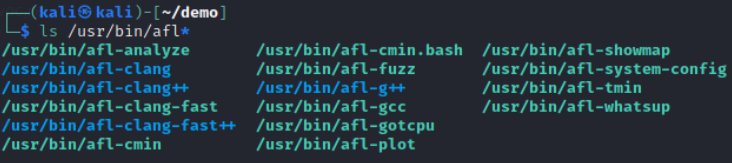 ┌──(kali㉿kali)-[~/demo]
└─$ ls /usr/bin/afl*
/usr/bin/afl-analyze /usr/bin/afl-cmin.bash /usr/bin/afl-showmap
/usr/bin/afl-clang /usr/bin/afl-fuzz /usr/bin/afl-system-config
/usr/bin/afl-clang++ /usr/bin/afl-g++ /usr/bin/afl-tmin
/usr/bin/afl-clang-fast /usr/bin/afl-gcc /usr/bin/afl-whatsup
/usr/bin/afl-clang-fast++ /usr/bin/afl-gotcpu
/usr/bin/afl-cmin /usr/bin/afl-plot